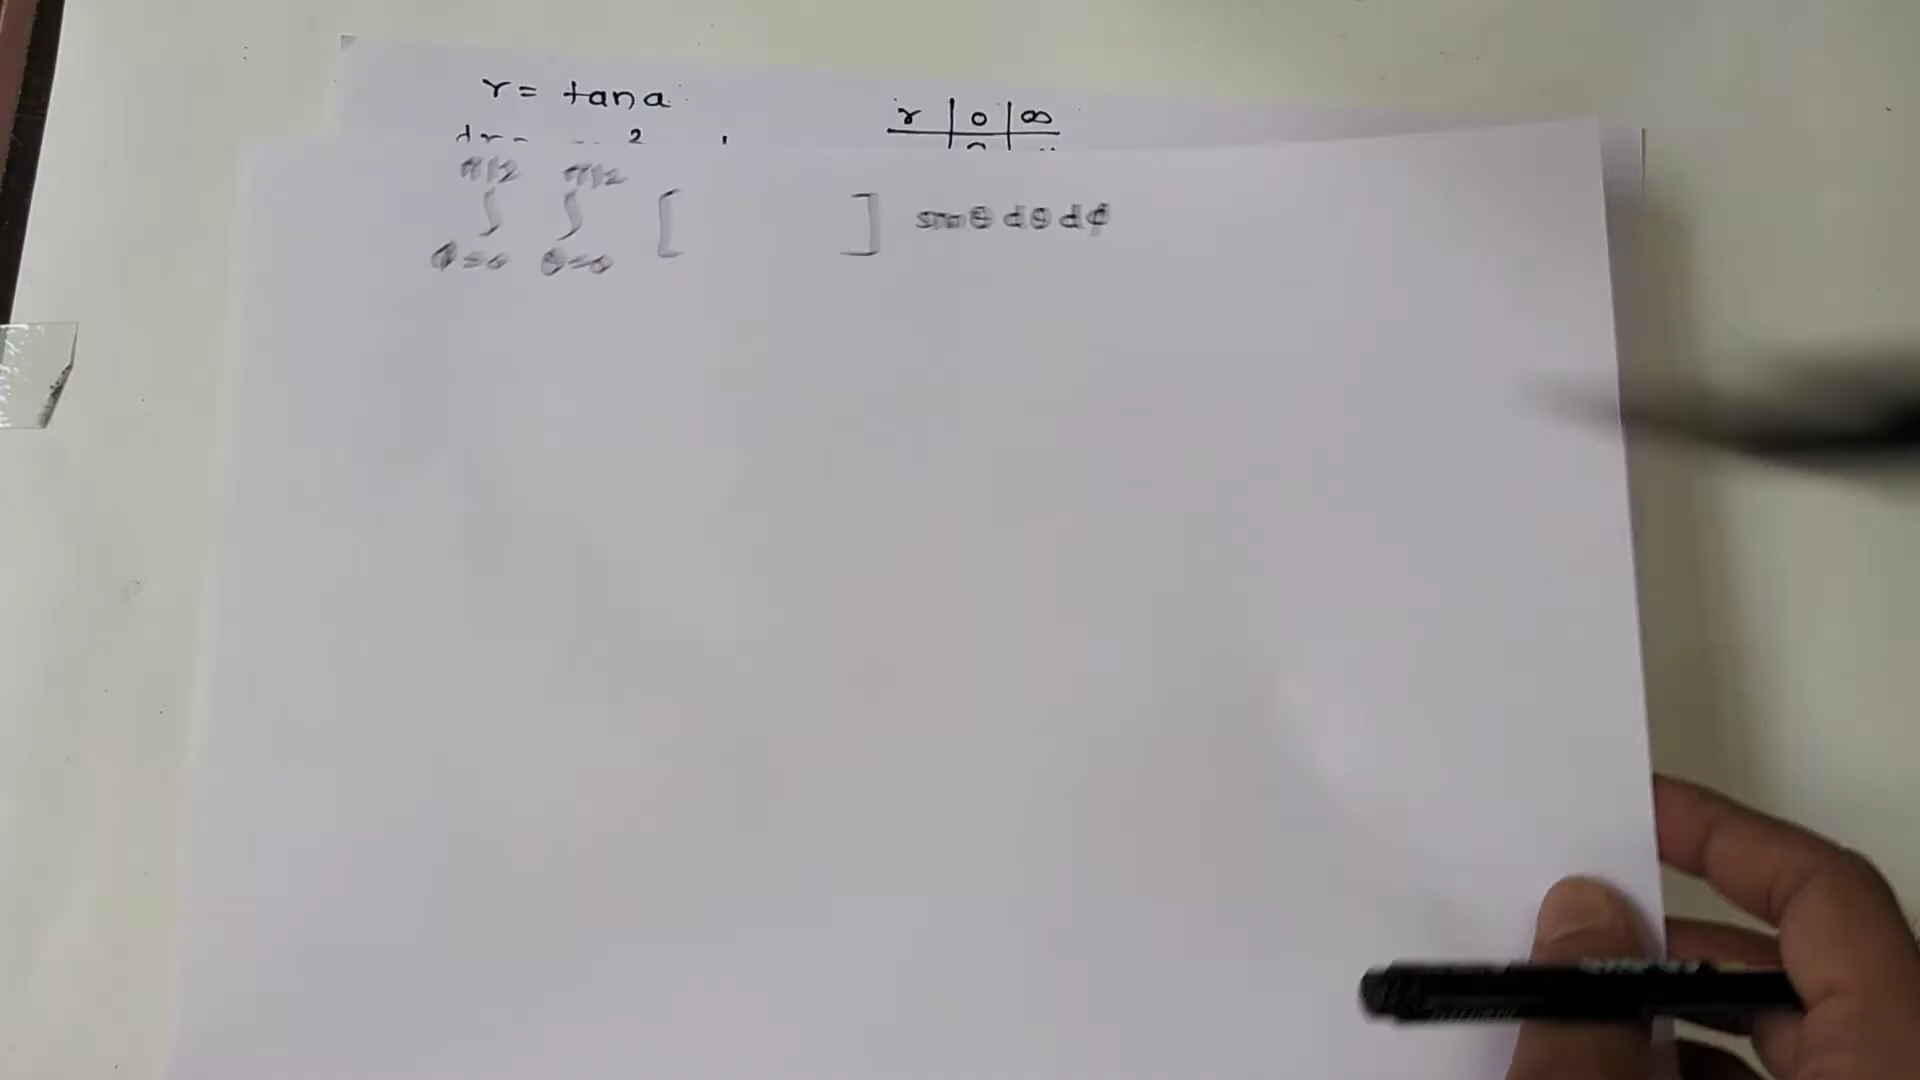 r = tan a
r | 0 | ∞
π/2 π/2
∫ ∫ [ ] sinθ dθ dφ
φ=0 θ=0